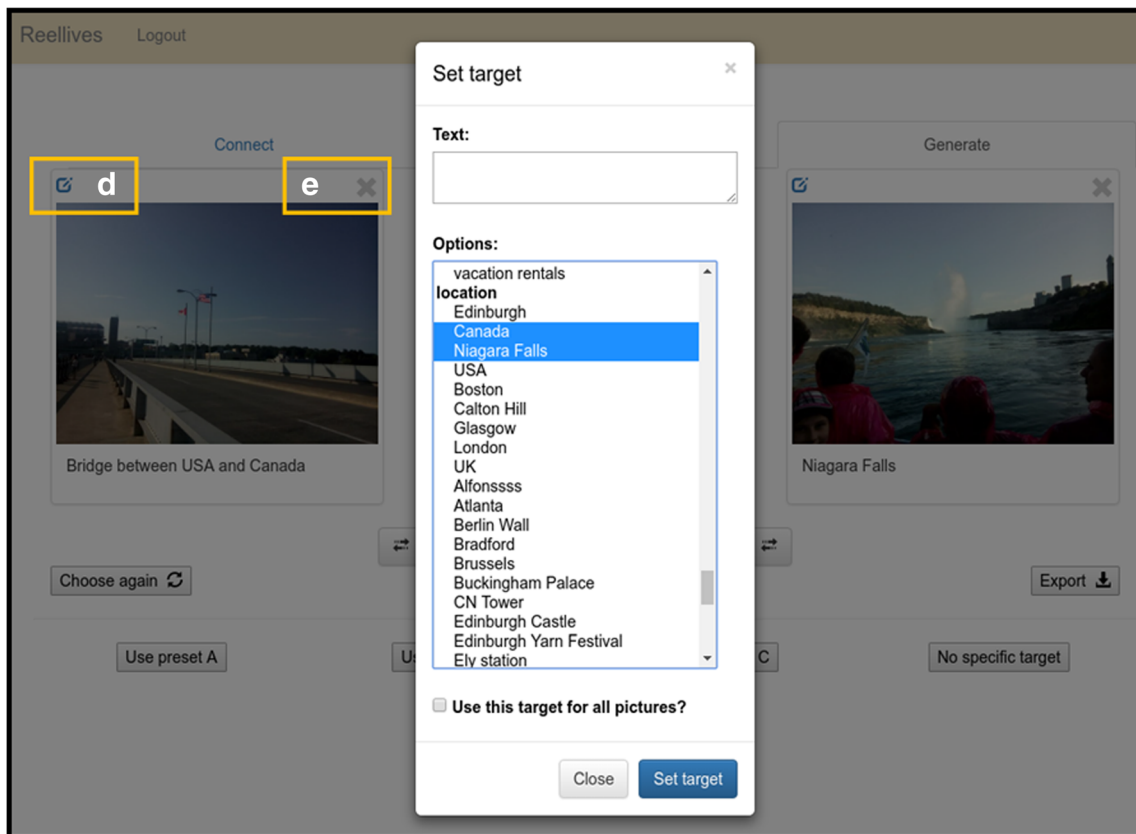 Reellives Logout
Set target
×
Connect
Generate
d
e
Text:
Options:
vacation rentals
location
Edinburgh
Canada
Niagara Falls
USA
Boston
Calton Hill
Glasgow
London
UK
Alfonssss
Atlanta
Berlin Wall
Bradford
Brussels
Buckingham Palace
CN Tower
Edinburgh Castle
Edinburgh Yarn Festival
Ely station
Bridge between USA and Canada
Niagara Falls
Choose again
Export
Use preset A
C
No specific target
Use this target for all pictures?
Close
Set target